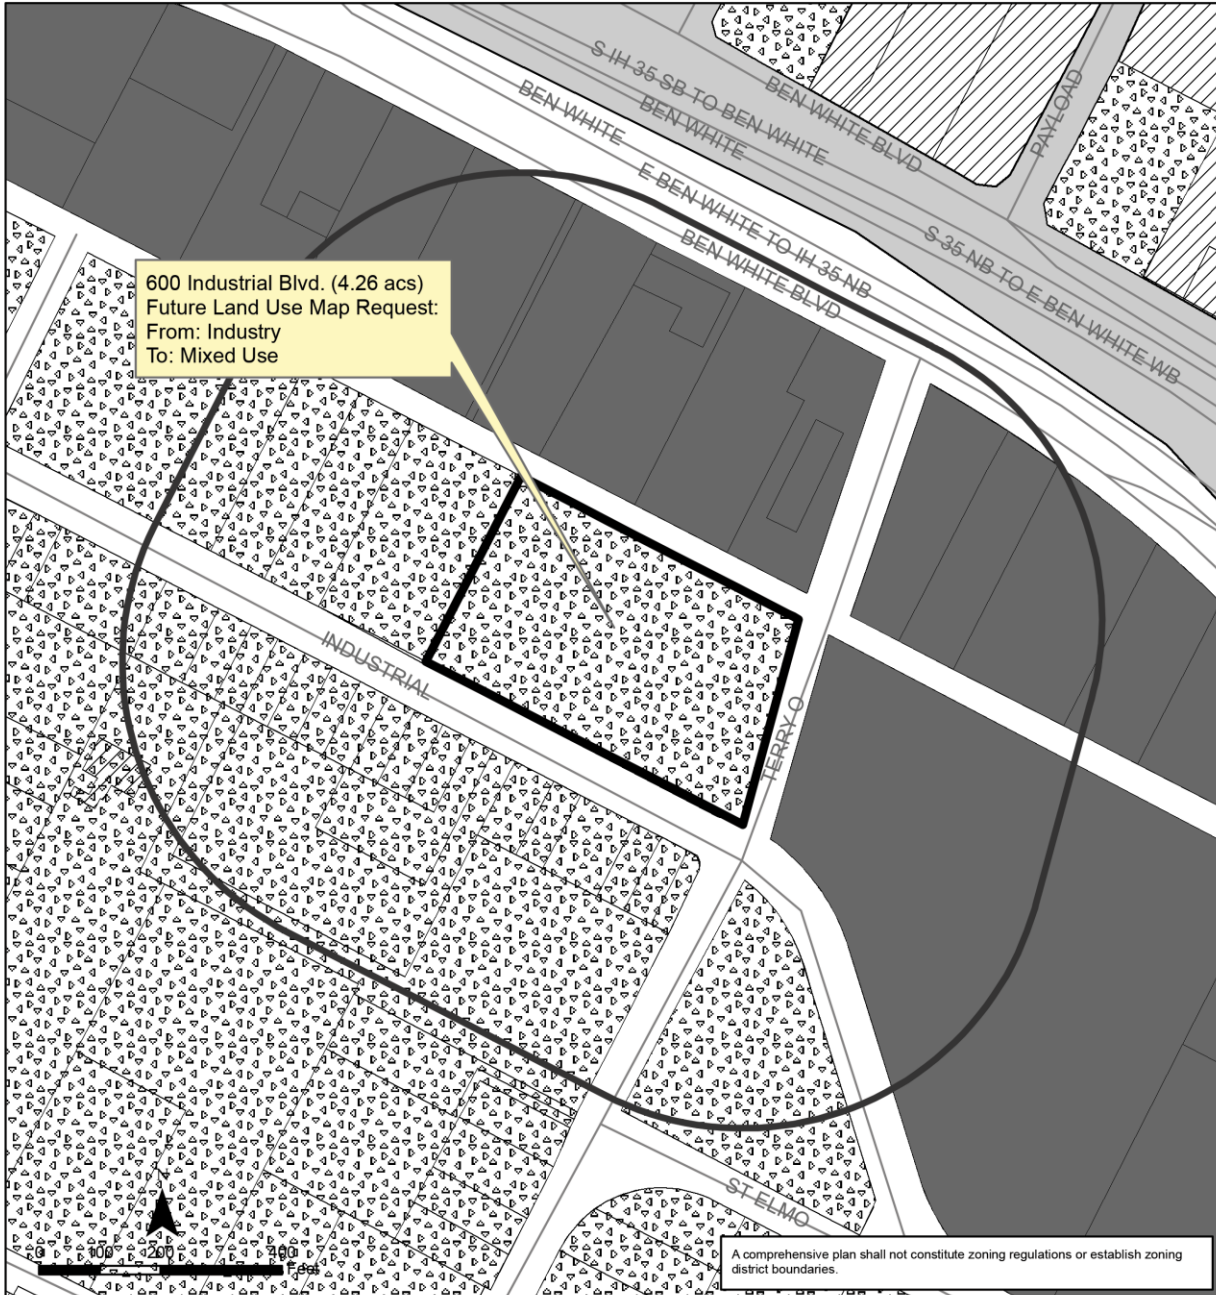 S IH 35 SB TO BEN WHITE
BEN WHITE BLVD
PAYLOAD
BEN WHITE
BEN WHITE
E BEN WHITE TO IH 35 NB
BEN WHITE BLVD
S 35 NB TO E BEN WHITE WB
600 Industrial Blvd. (4.26 acs)
Future Land Use Map Request:
From: Industry
To: Mixed Use
INDUSTRIAL
TERRY O
ST ELMO
0 100 200 400
Feet
A comprehensive plan shall not constitute zoning regulations or establish zoning
district boundaries.